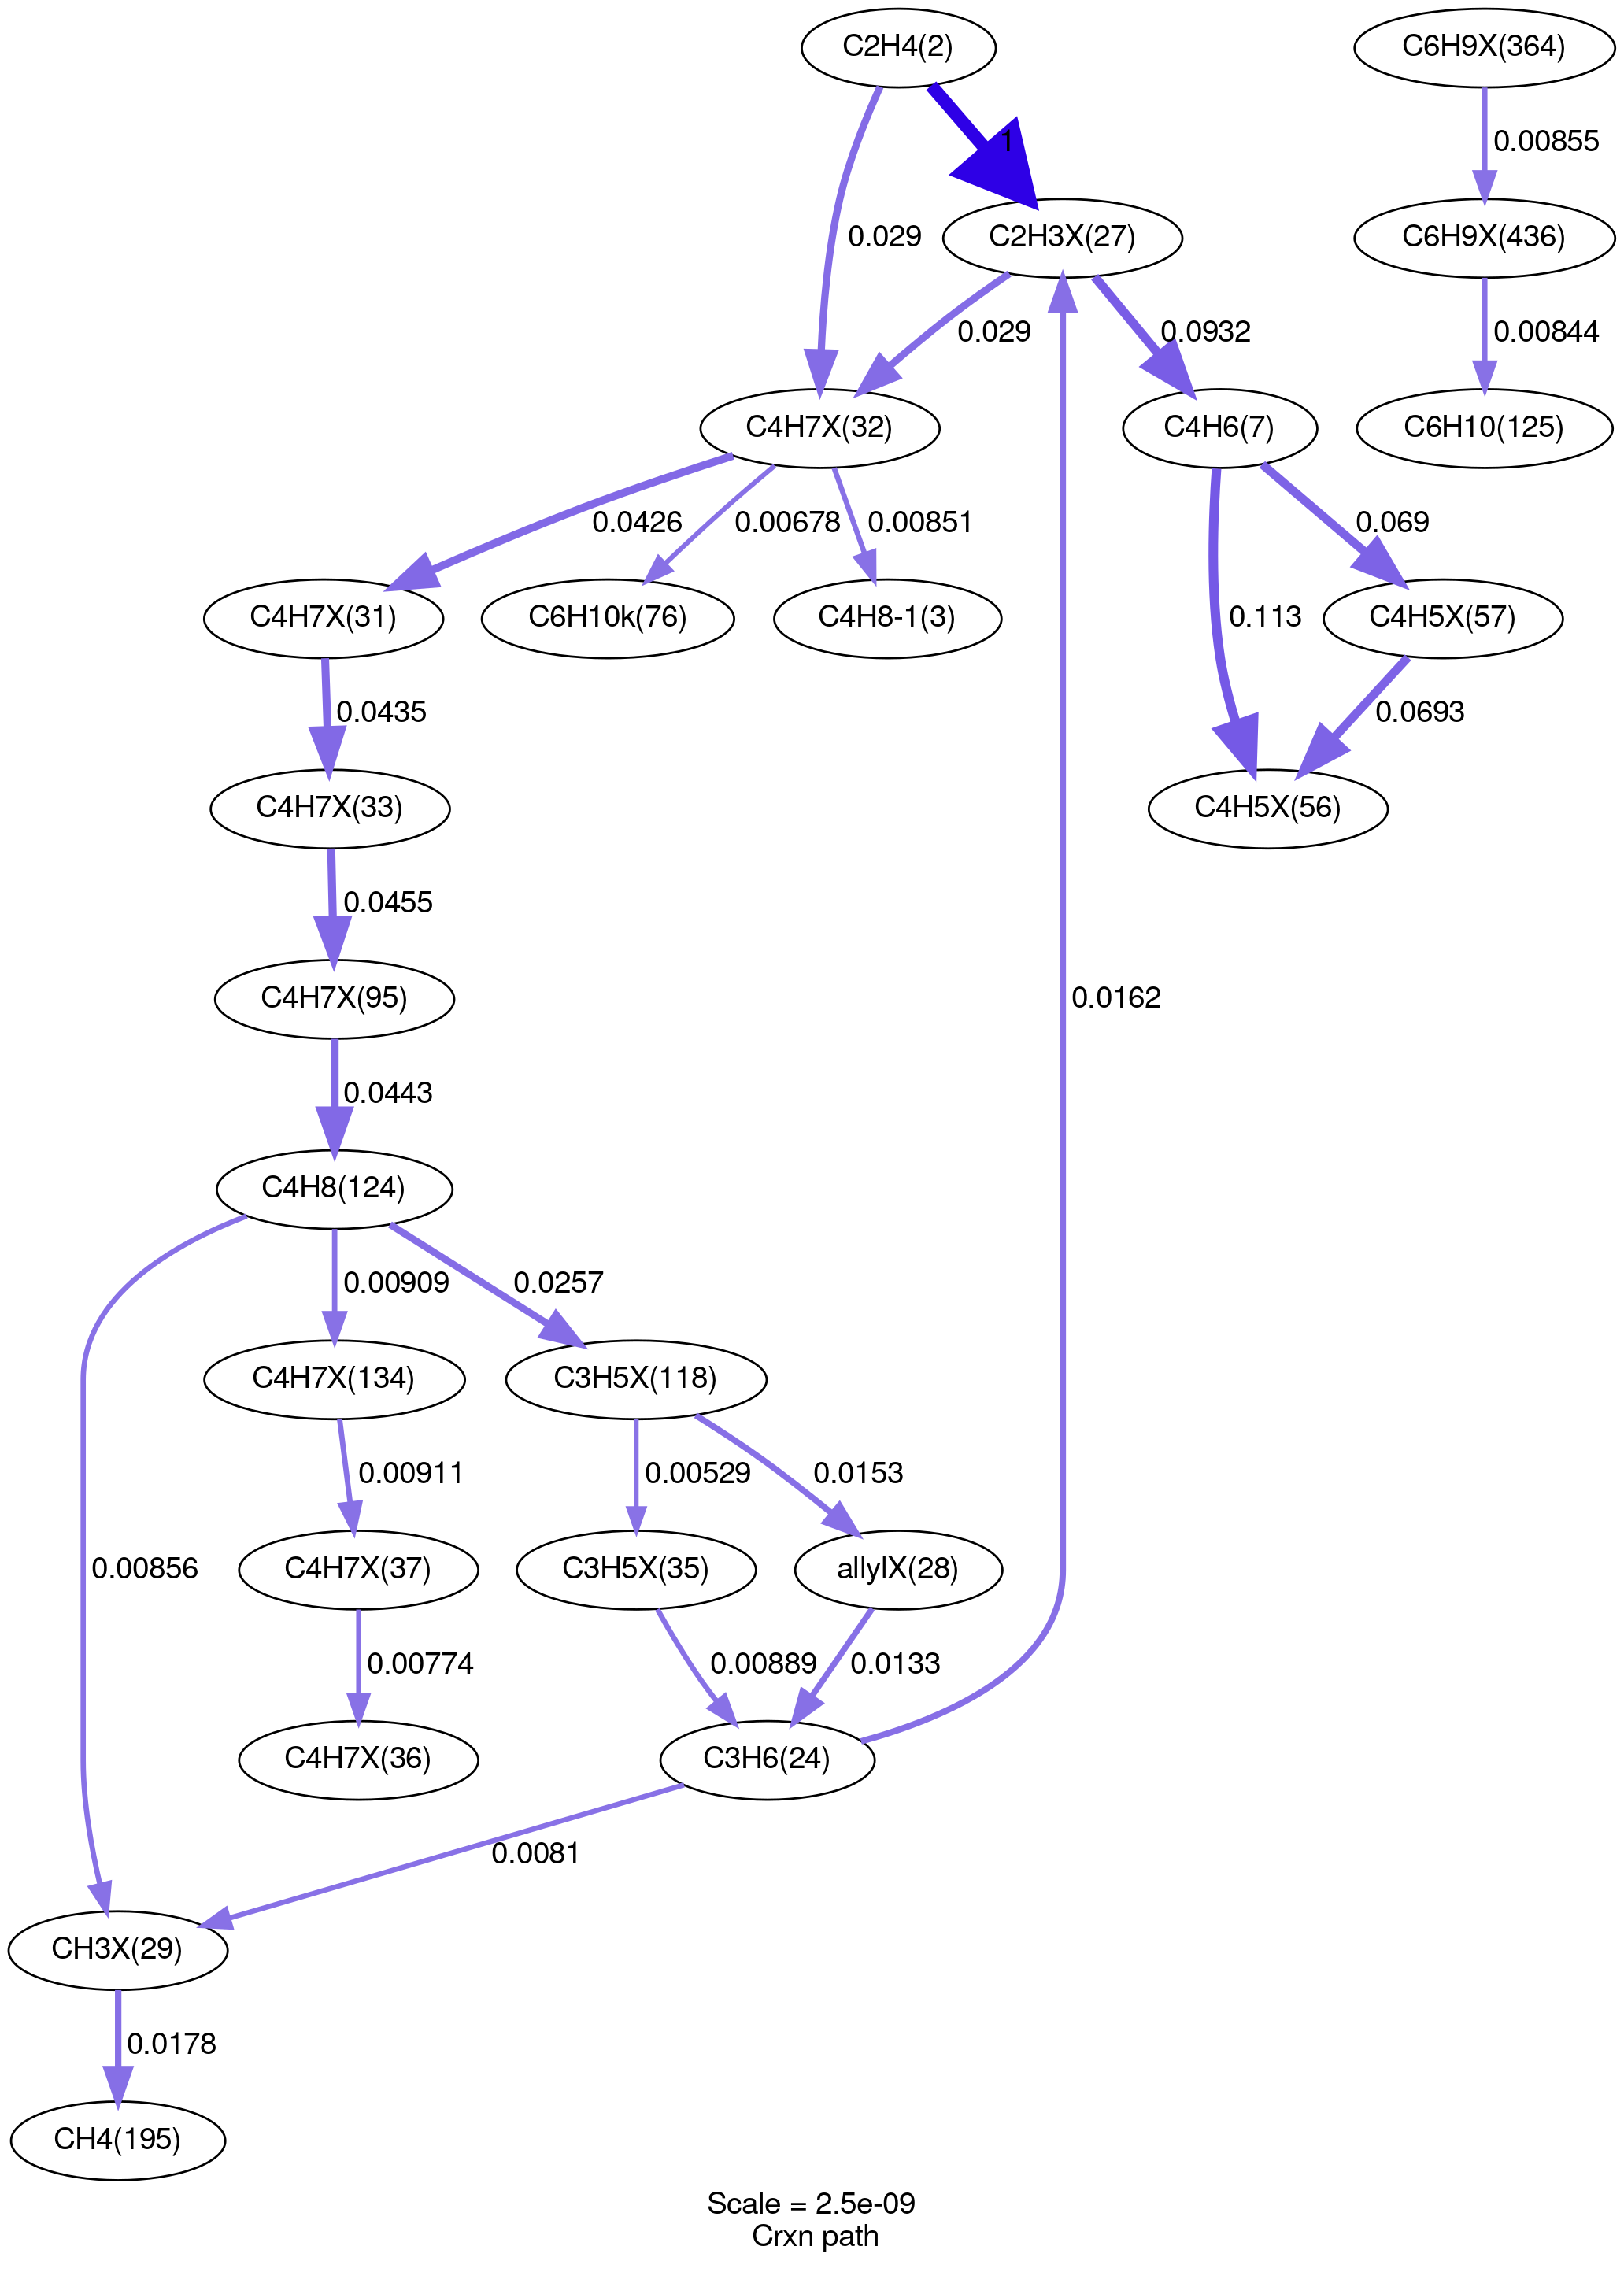 C2H4(2)
C6H9X(364)
1
0.00855
0.029
C2H3X(27)
C6H9X(436)
0.029
0.0932
0.00844
C4H7X(32)
C4H6(7)
C6H10(125)
0.0426
0.00678
0.00851
0.069
C4H7X(31)
C6H10k(76)
C4H8-1(3)
0.113
C4H5X(57)
0.0435
0.0693
C4H7X(33)
C4H5X(56)
0.0455
C4H7X(95)
0.0162
0.0443
C4H8(124)
0.00909
0.0257
C4H7X(134)
C3H5X(118)
0.00911
0.00529
0.0153
0.00856
C4H7X(37)
C3H5X(35)
allylX(28)
0.00774
0.00889
0.0133
C4H7X(36)
C3H6(24)
0.0081
CH3X(29)
0.0178
CH4(195)
Scale = 2.5e-09
Crxn path